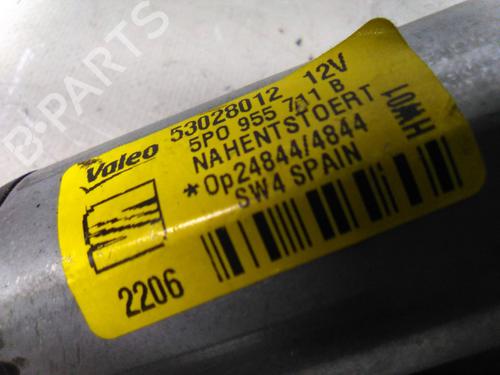 B-PARTS
Valeo 53028012 12V
5P0 955 711 B
NAHENTSTOERT
*Op24844/4844
SW4 SPAIN
2206